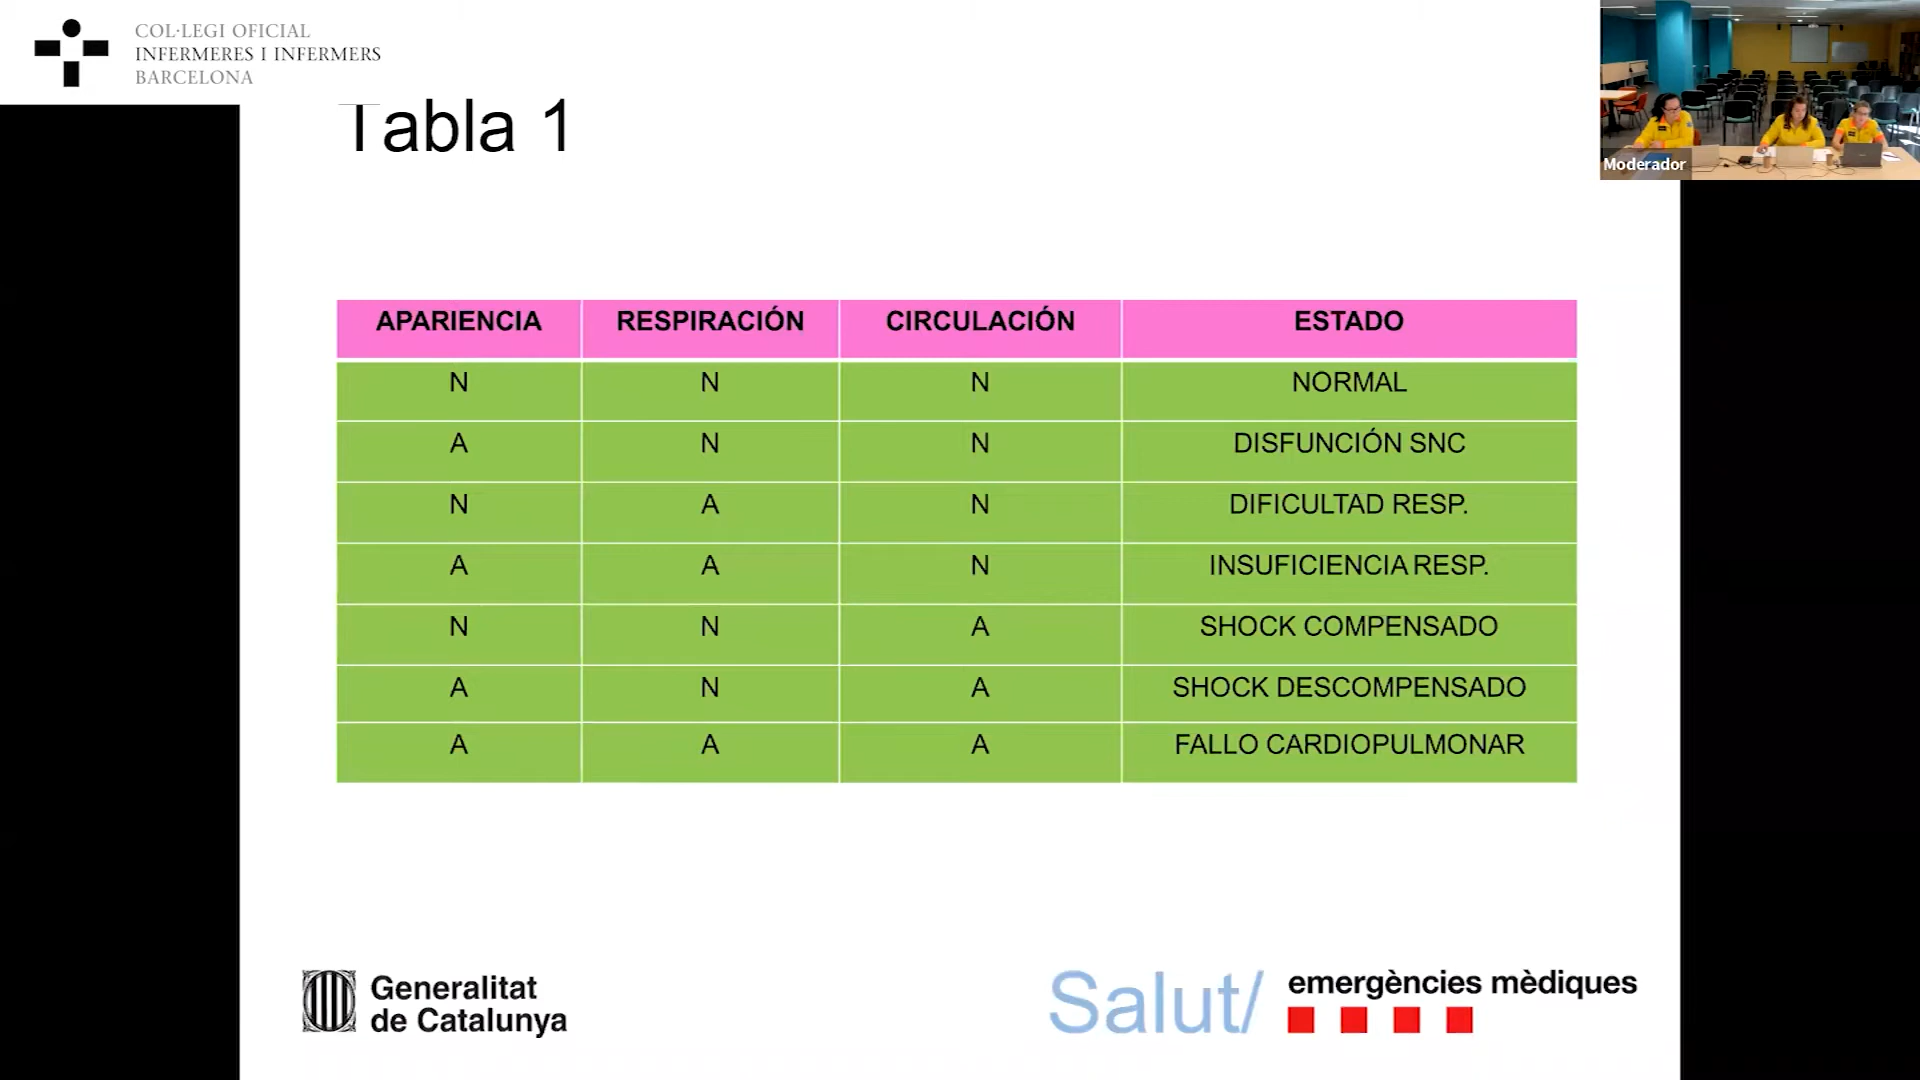 COL·LEGI OFICIAL
INFERMERES I INFERMERS
BARCELONA
Moderador
Tabla 1
APARIENCIA RESPIRACIÓN CIRCULACIÓN ESTADO
N N N NORMAL
A N N DISFUNCIÓN SNC
N A N DIFICULTAD RESP.
A A N INSUFICIENCIA RESP.
N N A SHOCK COMPENSADO
A N A SHOCK DESCOMPENSADO
A A A FALLO CARDIOPULMONAR
Generalitat
de Catalunya
Salut/
emergències mèdiques